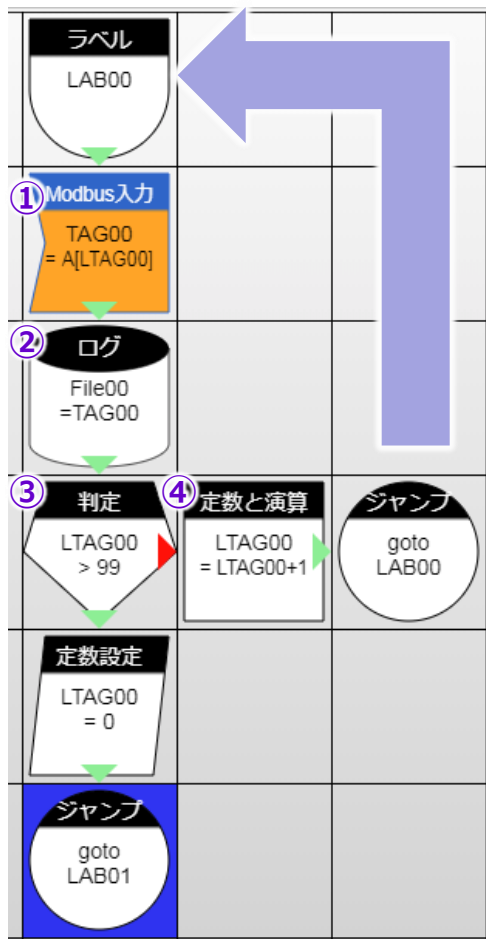 ラベル
LAB00
①
Modbus入力
TAG00
= A[LTAG00]
②
ログ
File00
=TAG00
③
判定
LTAG00
> 99
④
定数と演算
LTAG00
= LTAG00+1
ジャンプ
goto
LAB00
定数設定
LTAG00
= 0
ジャンプ
goto
LAB01